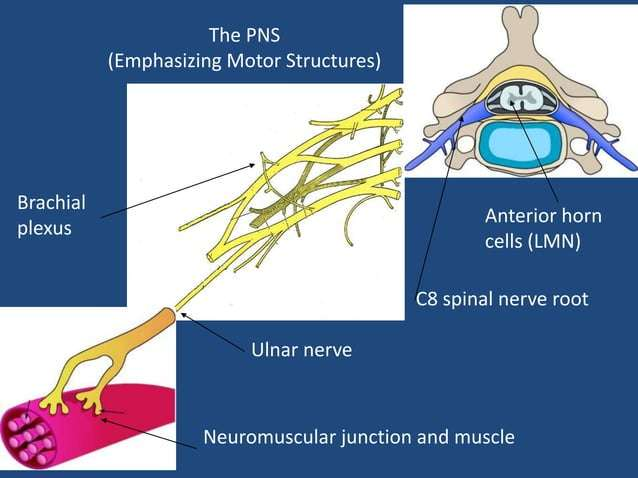 The PNS
(Emphasizing Motor Structures)
Brachial
plexus
Anterior horn
cells (LMN)
C8 spinal nerve root
Ulnar nerve
Neuromuscular junction and muscle